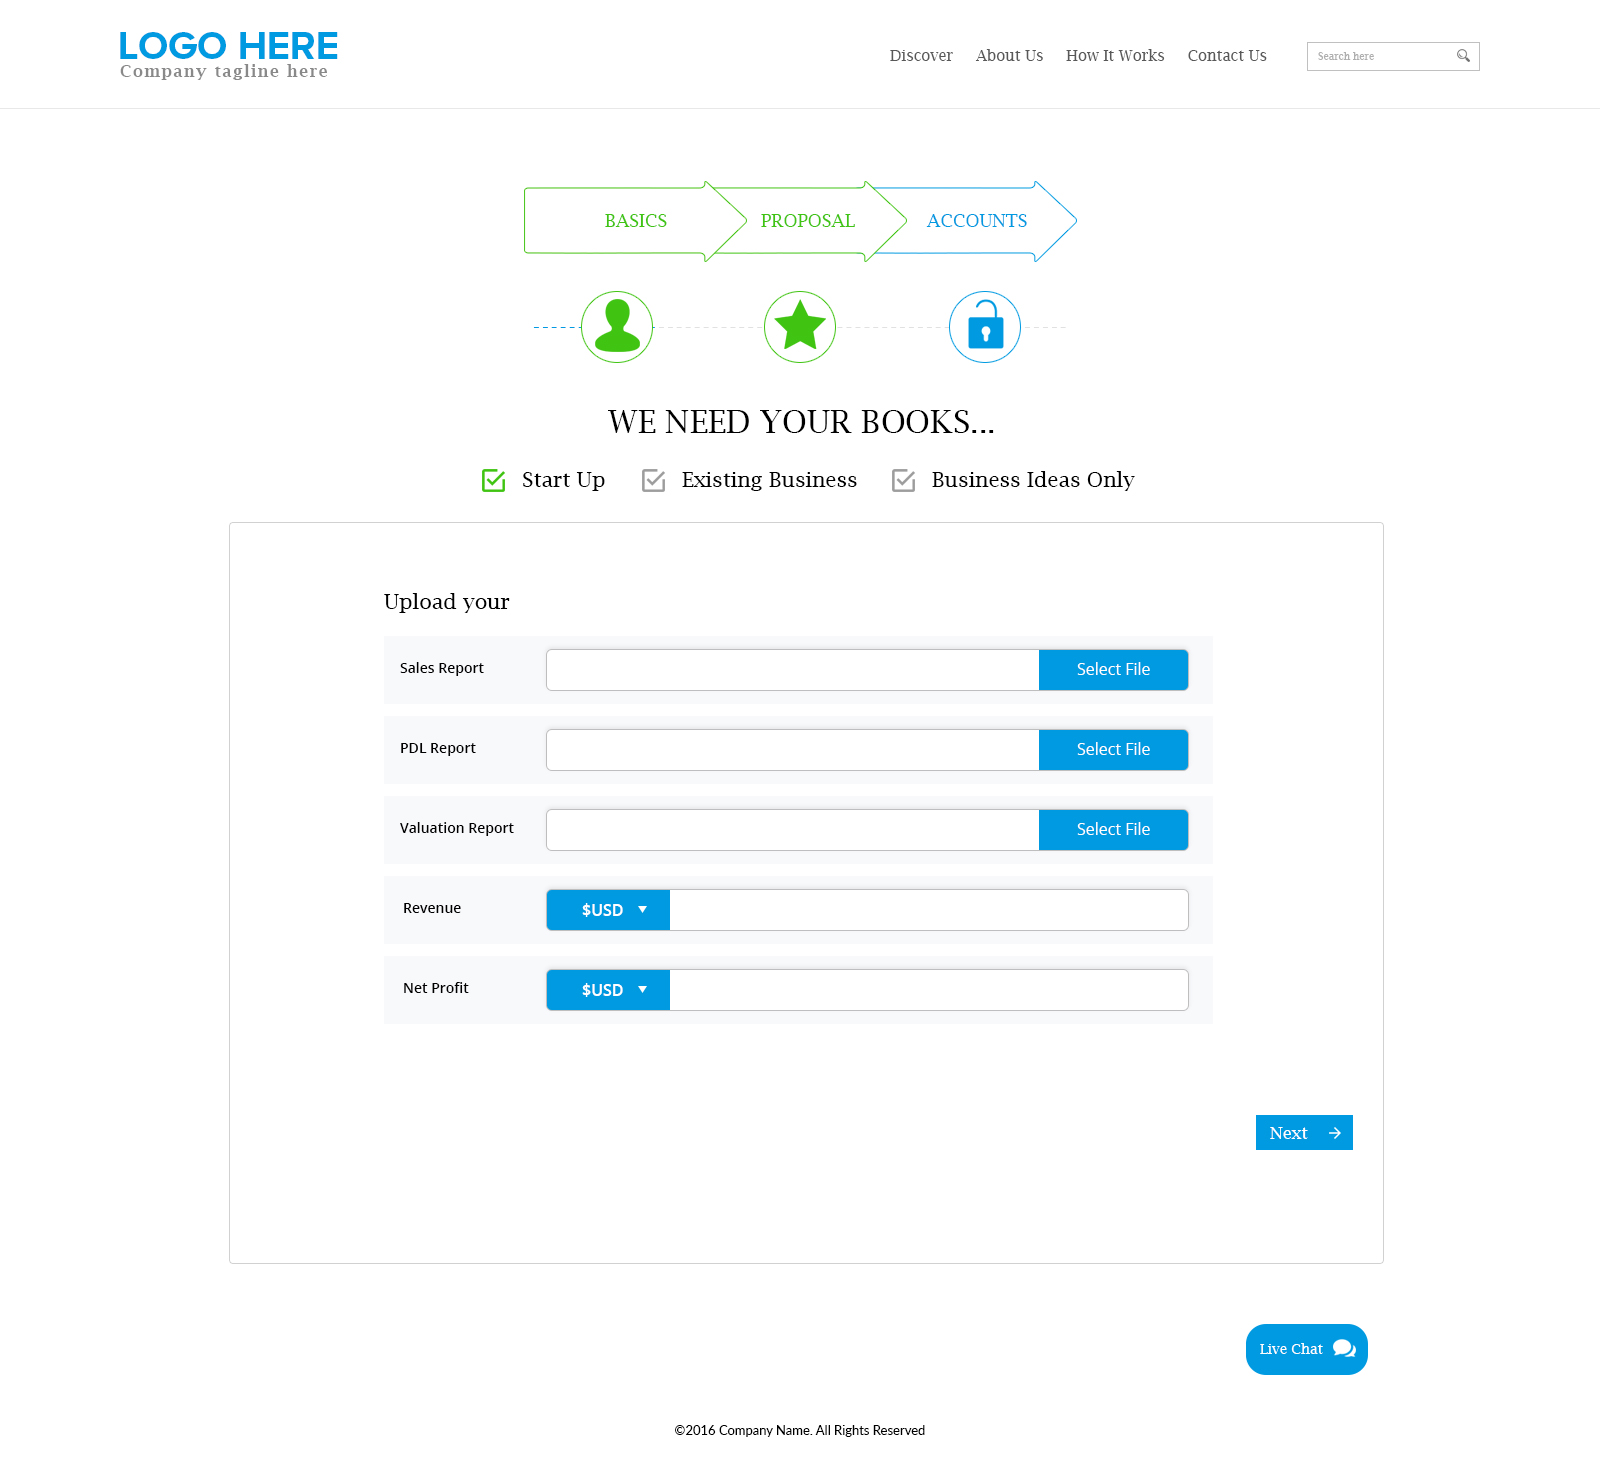 LOGO HERE
Company tagline here
Discover About Us How It Works Contact Us Search here
BASICS PROPOSAL ACCOUNTS
WE NEED YOUR BOOKS...
Start Up Existing Business Business Ideas Only
Upload your
Sales Report Select File
PDL Report Select File
Valuation Report Select File
Revenue $USD
Net Profit $USD
Next
Live Chat
©2016 Company Name. All Rights Reserved